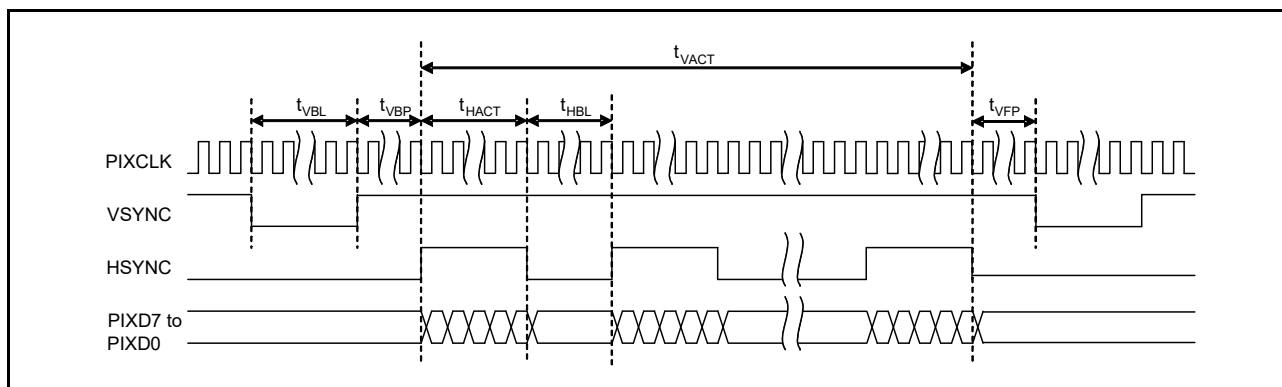 tVACT
tVBL
tVBP
tHACT
tHBL
tVFP
PIXCLK
VSYNC
HSYNC
PIXD7 to
PIXD0